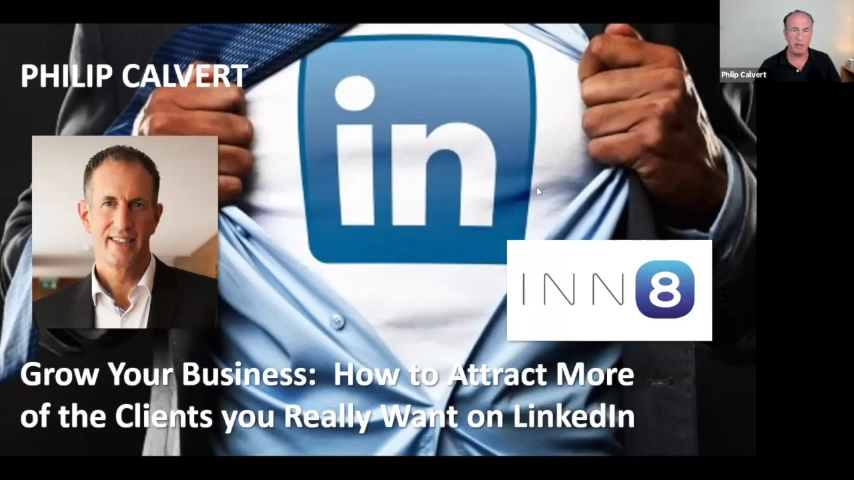 PHILIP CALVERT
Philip Calvert
in
INN8
Grow Your Business:  How to Attract More
of the Clients you Really Want on LinkedIn